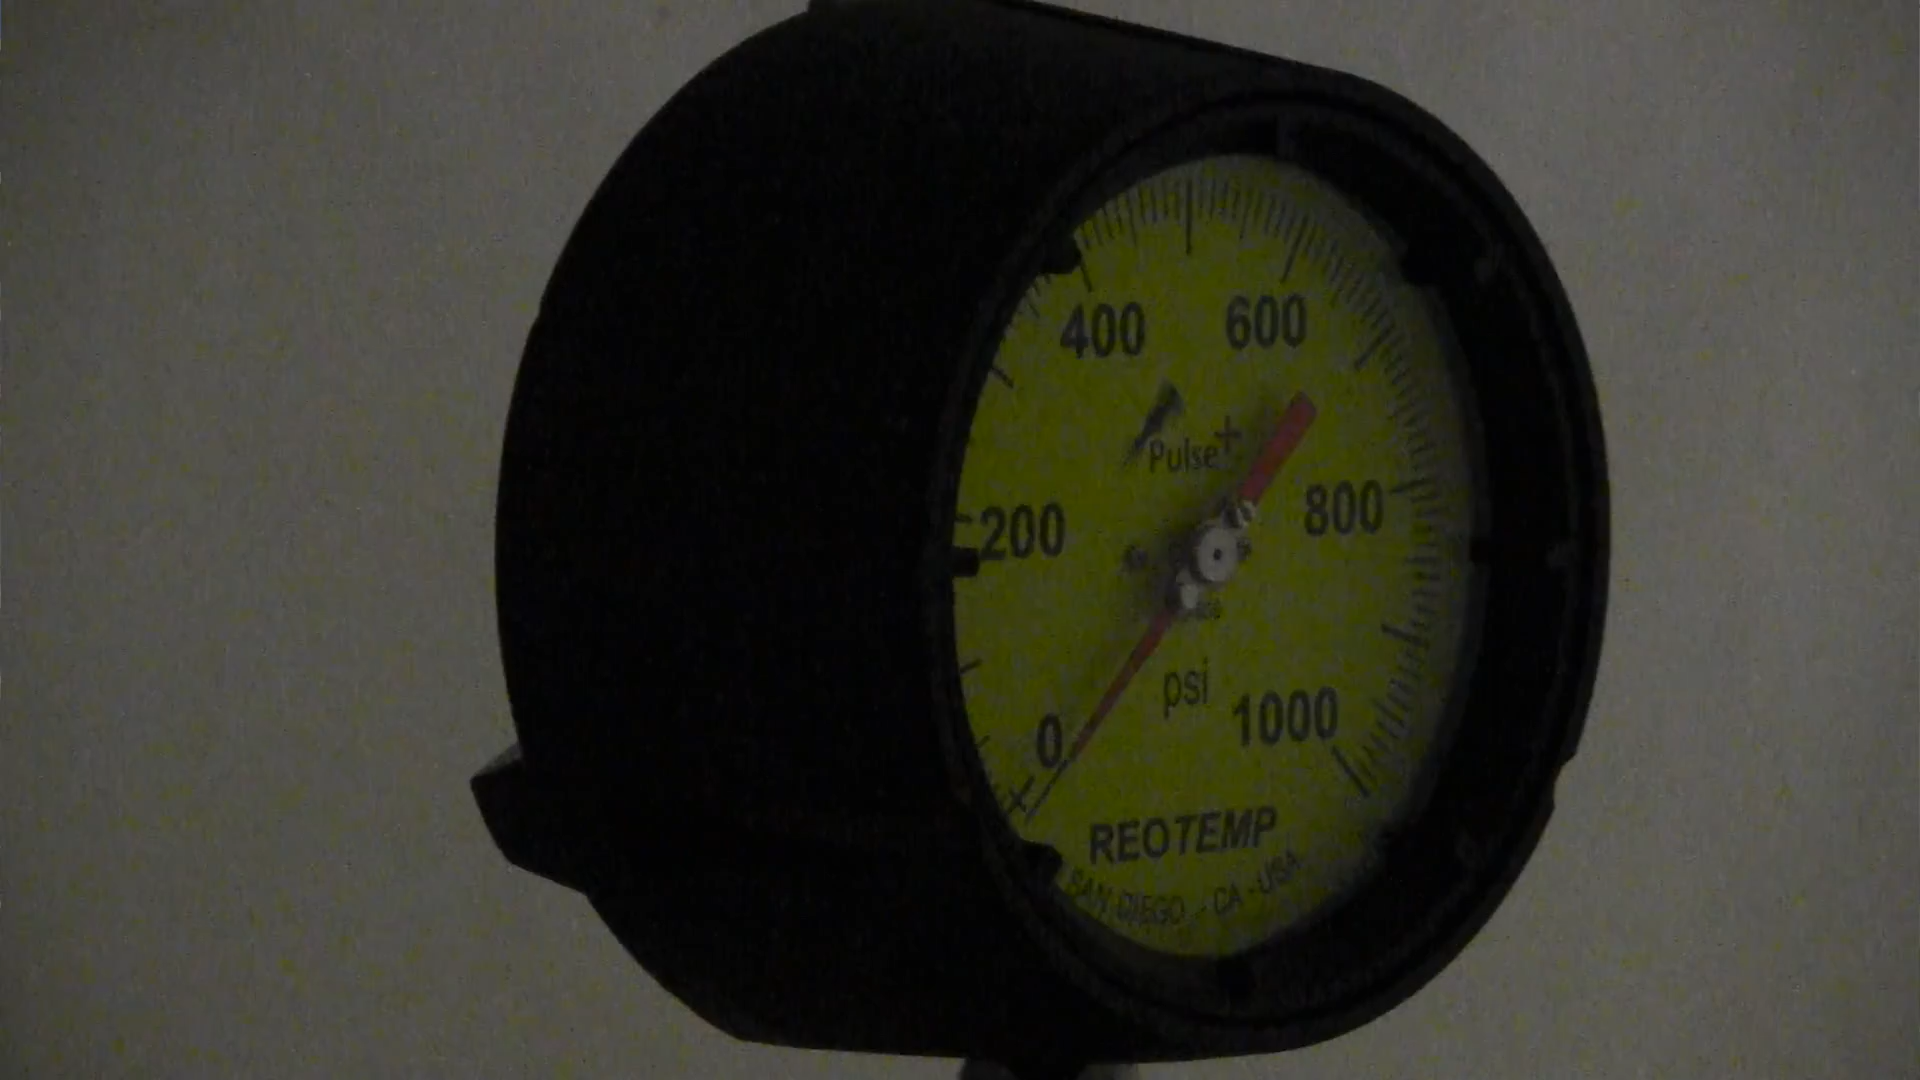 400 600
Pulse+
200 800
psi
0 1000
REOTEMP
SAN DIEGO - CA - USA